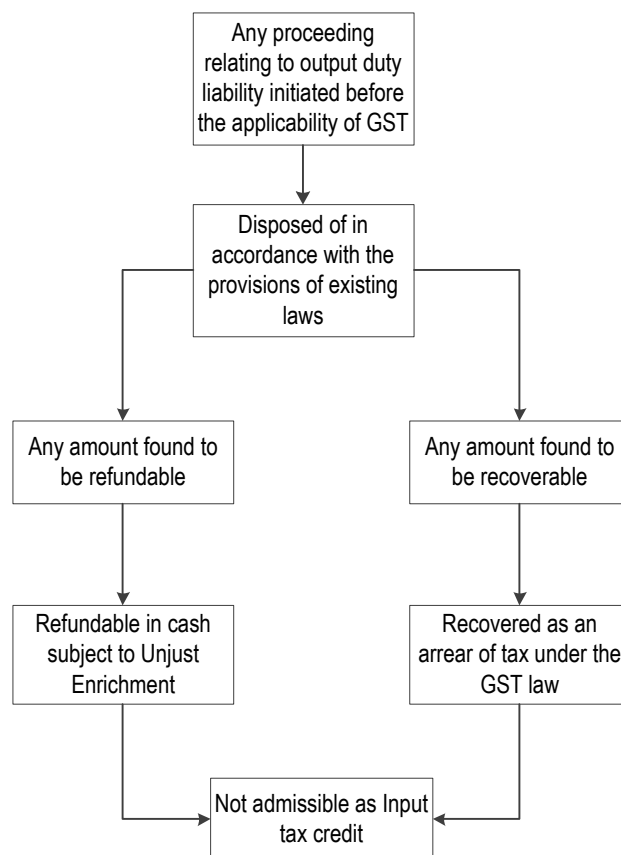 Any proceeding
relating to output duty
liability initiated before
the applicability of GST
Disposed of in
accordance with the
provisions of existing
laws
Any amount found to
be refundable
Any amount found to
be recoverable
Refundable in cash
subject to Unjust
Enrichment
Recovered as an
arrear of tax under the
GST law
Not admissible as Input
tax credit